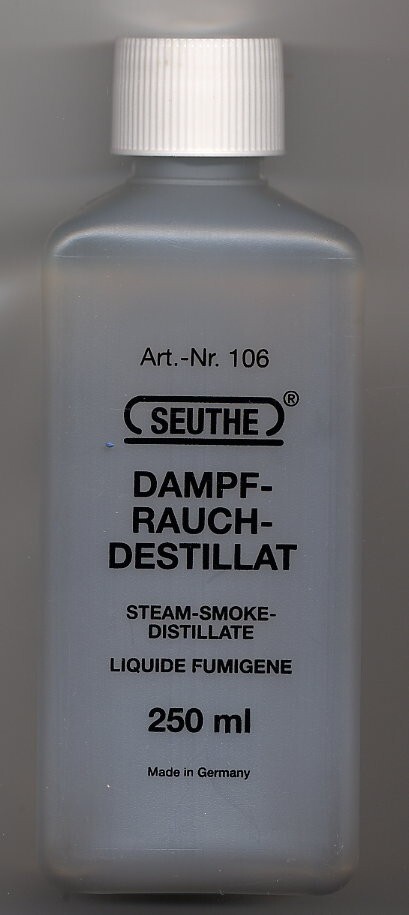 Art.-Nr. 106
SEUTHE®
DAMPF-
RAUCH-
DESTILLAT
STEAM-SMOKE-
DISTILLATE
LIQUIDE FUMIGENE
250 ml
Made in Germany